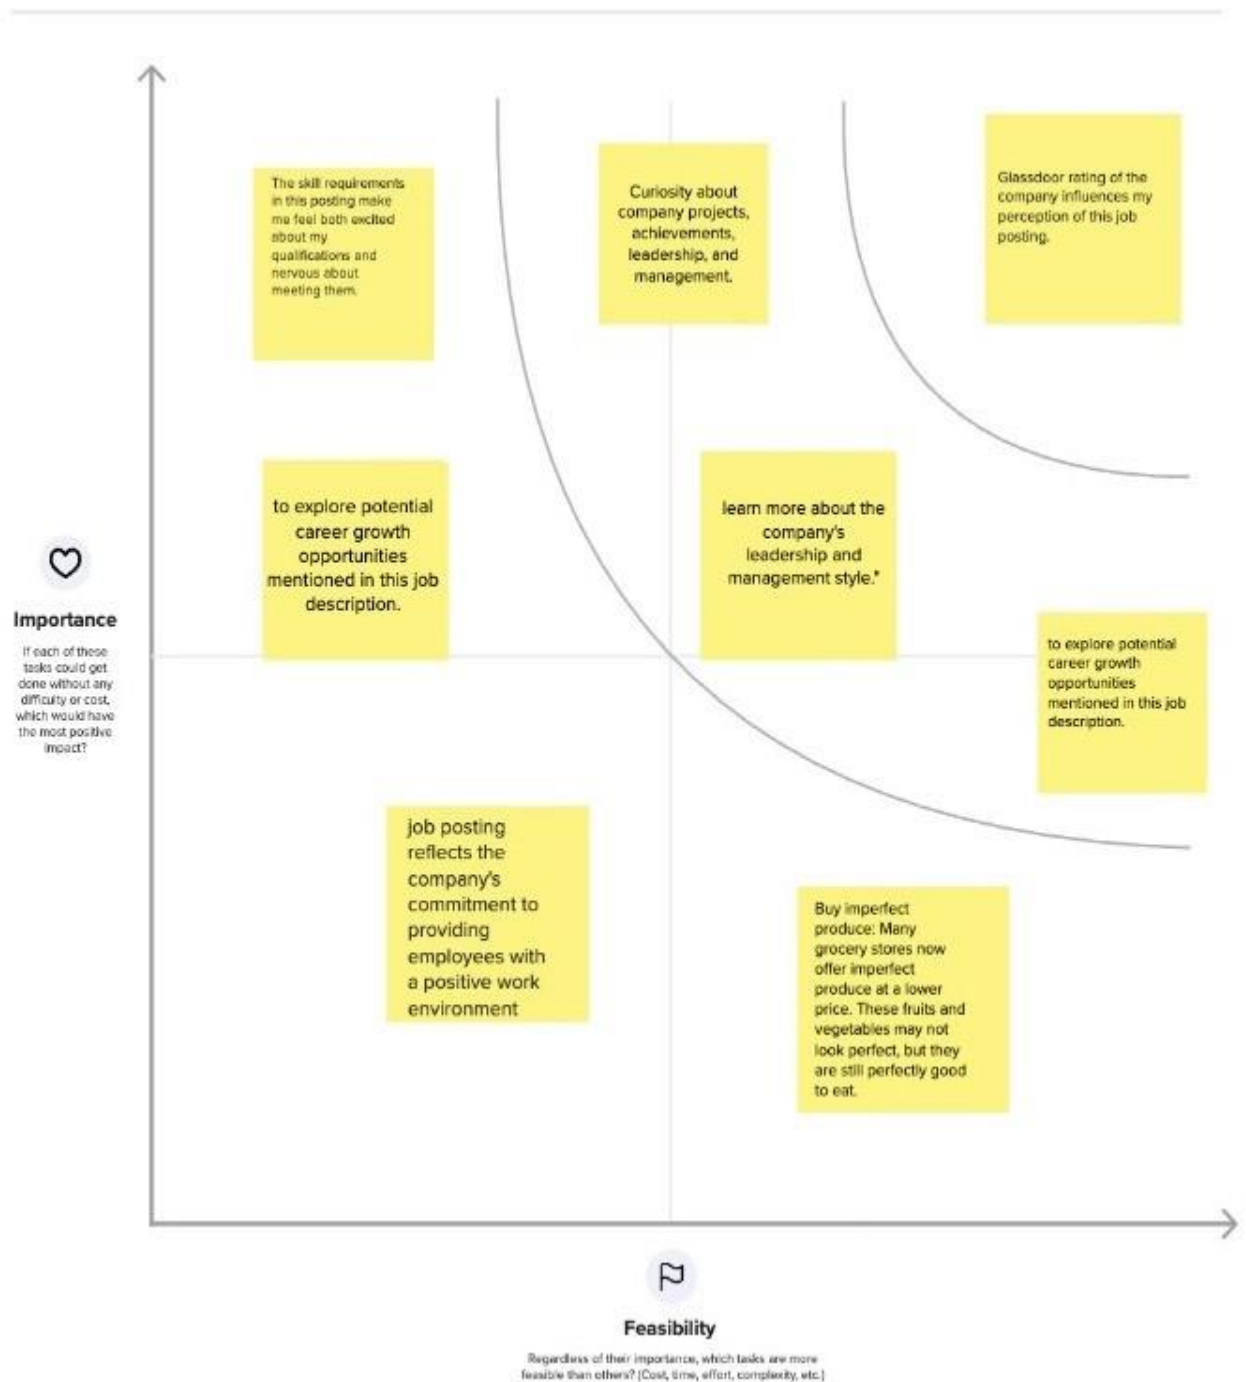 The skill requirements
in this posting make
me feel both excited
about my
qualifications and
nervous about
meeting them.
Curiosity about
company projects,
achievements,
leadership, and
management.
Glassdoor rating of the
company influences my
perception of this job
posting.
to explore potential
career growth
opportunities
mentioned in this job
description.
learn more about the
company's
leadership and
management style."
to explore potential
career growth
opportunities
mentioned in this job
description.
Importance
If each of these
tasks could get
done without any
difficulty or cost,
which would have
the most positive
impact?
job posting
reflects the
company's
commitment to
providing
employees with
a positive work
environment
Buy imperfect
produce: Many
grocery stores now
offer imperfect
produce at a lower
price. These fruits and
vegetables may not
look perfect, but they
are still perfectly good
to eat.
Feasibility
Regardless of their importance, which tasks are more
feasible than others? (Cost, time, effort, complexity, etc.)